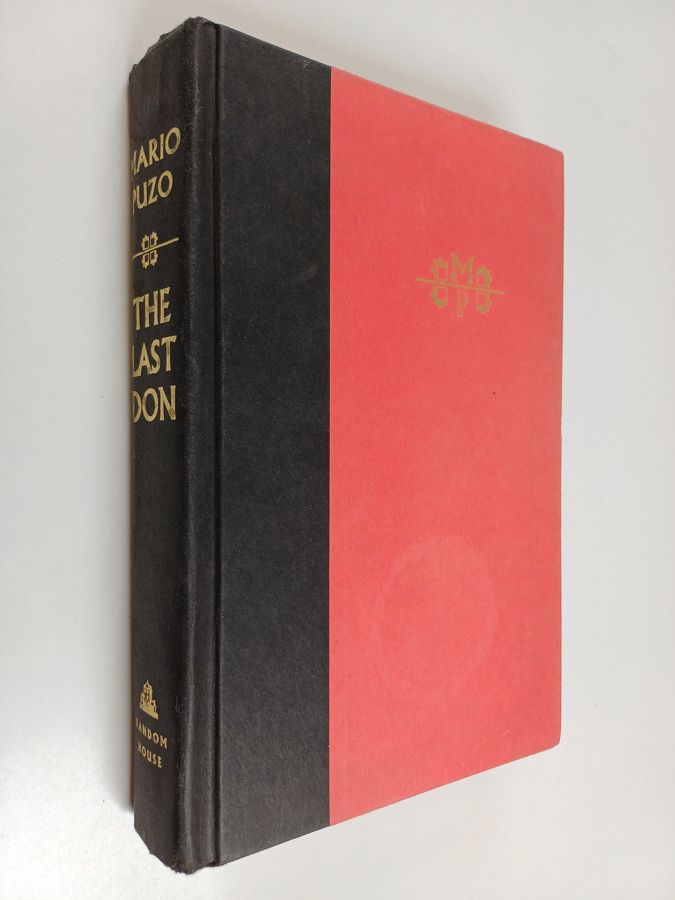 MARIO
PUZO
THE
LAST
DON
RANDOM
HOUSE
M
P